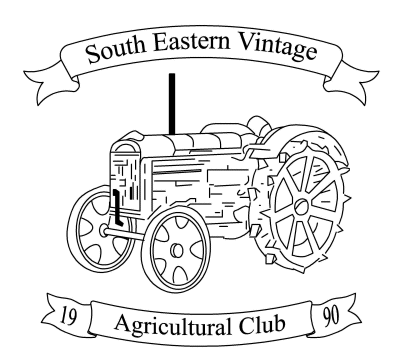 South Eastern Vintage
19 Agricultural Club 90